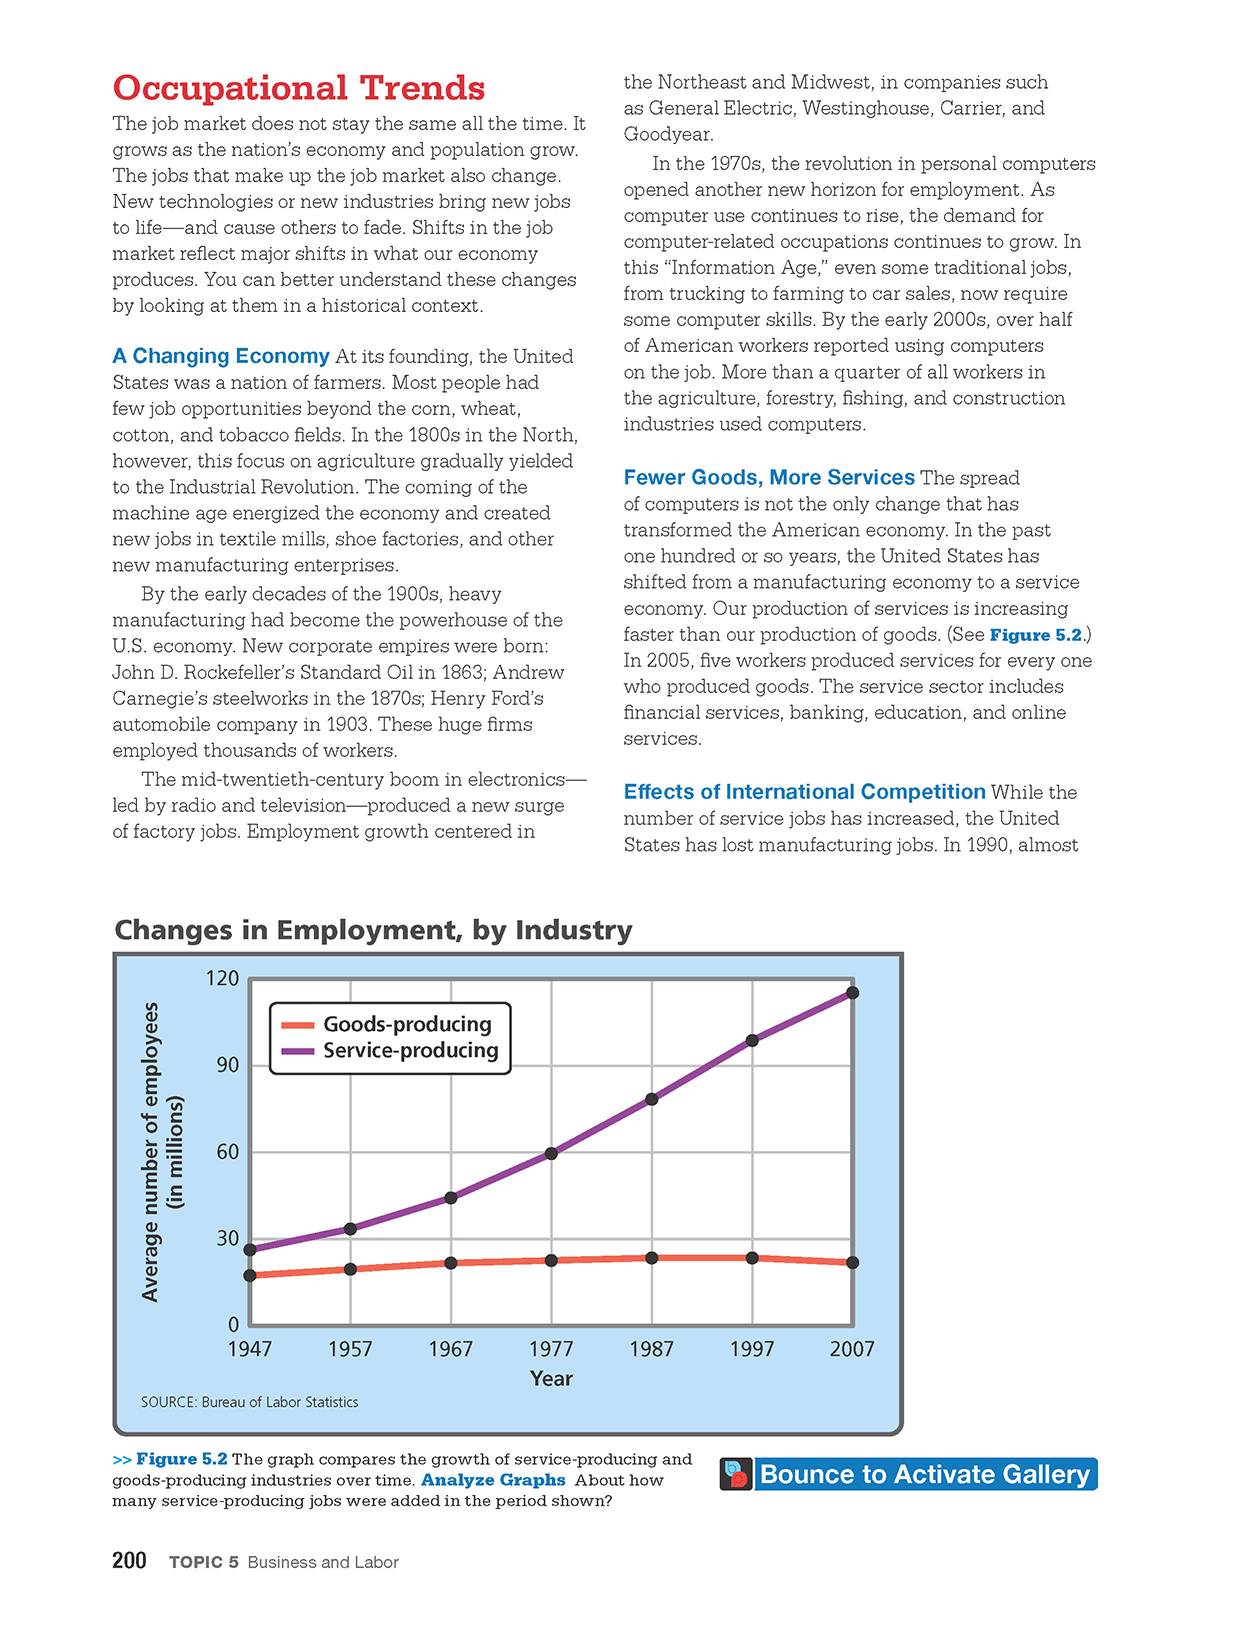 Occupational Trends
The job market does not stay the same all the time. It
grows as the nation’s economy and population grow.
The jobs that make up the job market also change.
New technologies or new industries bring new jobs
to life—and cause others to fade. Shifts in the job
market reflect major shifts in what our economy
produces. You can better understand these changes
by looking at them in a historical context.
A Changing Economy At its founding, the United
States was a nation of farmers. Most people had
few job opportunities beyond the corn, wheat,
cotton, and tobacco fields. In the 1800s in the North,
however, this focus on agriculture gradually yielded
to the Industrial Revolution. The coming of the
machine age energized the economy and created
new jobs in textile mills, shoe factories, and other
new manufacturing enterprises.
By the early decades of the 1900s, heavy
manufacturing had become the powerhouse of the
U.S. economy. New corporate empires were born:
John D. Rockefeller’s Standard Oil in 1863; Andrew
Carnegie’s steelworks in the 1870s; Henry Ford’s
automobile company in 1903. These huge firms
employed thousands of workers.
The mid-twentieth-century boom in electronics—
led by radio and television—produced a new surge
of factory jobs. Employment growth centered in
the Northeast and Midwest, in companies such
as General Electric, Westinghouse, Carrier, and
Goodyear.
In the 1970s, the revolution in personal computers
opened another new horizon for employment. As
computer use continues to rise, the demand for
computer-related occupations continues to grow. In
this “Information Age,” even some traditional jobs,
from trucking to farming to car sales, now require
some computer skills. By the early 2000s, over half
of American workers reported using computers
on the job. More than a quarter of all workers in
the agriculture, forestry, fishing, and construction
industries used computers.
Fewer Goods, More Services The spread
of computers is not the only change that has
transformed the American economy. In the past
one hundred or so years, the United States has
shifted from a manufacturing economy to a service
economy. Our production of services is increasing
faster than our production of goods. (See Figure 5.2.)
In 2005, five workers produced services for every one
who produced goods. The service sector includes
financial services, banking, education, and online
services.
Effects of International Competition While the
number of service jobs has increased, the United
States has lost manufacturing jobs. In 1990, almost
Changes in Employment, by Industry
Average number of employees
(in millions)
120
90
60
30
0
Goods-producing
Service-producing
1947 1957 1967 1977 1987 1997 2007
Year
SOURCE: Bureau of Labor Statistics
>> Figure 5.2 The graph compares the growth of service-producing and
goods-producing industries over time. Analyze Graphs About how
many service-producing jobs were added in the period shown?
Bounce to Activate Gallery
200 TOPIC 5 Business and Labor